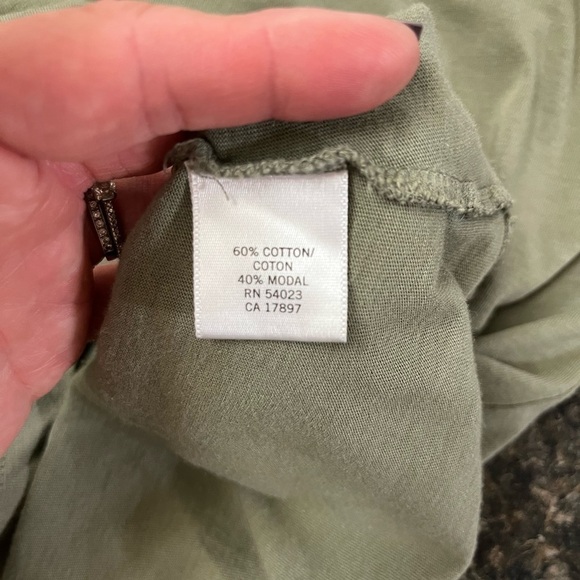 60% COTTON/
COTON
40% MODAL
RN 54023
CA 17897